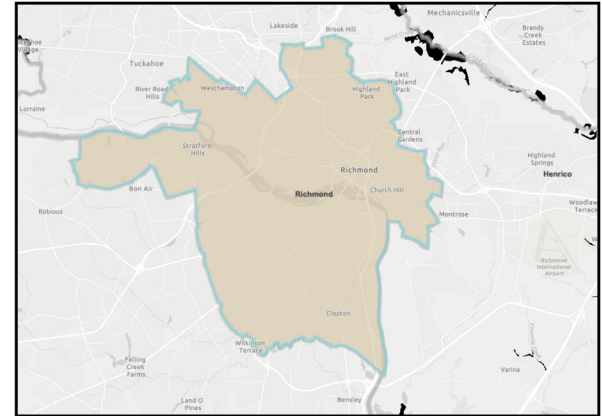 Mechanicsville
Lakeside
Brook Hill
Brandy
Creek
Estates
Village
Tuckahoe
East
Highland
Park
River Road
Hills
Westhampton
Highland
Park
Lorraine
Central
Gardens
Stratford
Hills
Highland
Springs
Richmond
Henrico
Bon Air
Richmond
Church Hill
Robious
Montrose
Woodlaw
Terrace
Richmond
International
Airport
Clopton
Wilkinson
Terrace
Falling
Creek
Farms
Varina
Land O
Pines
Bensley